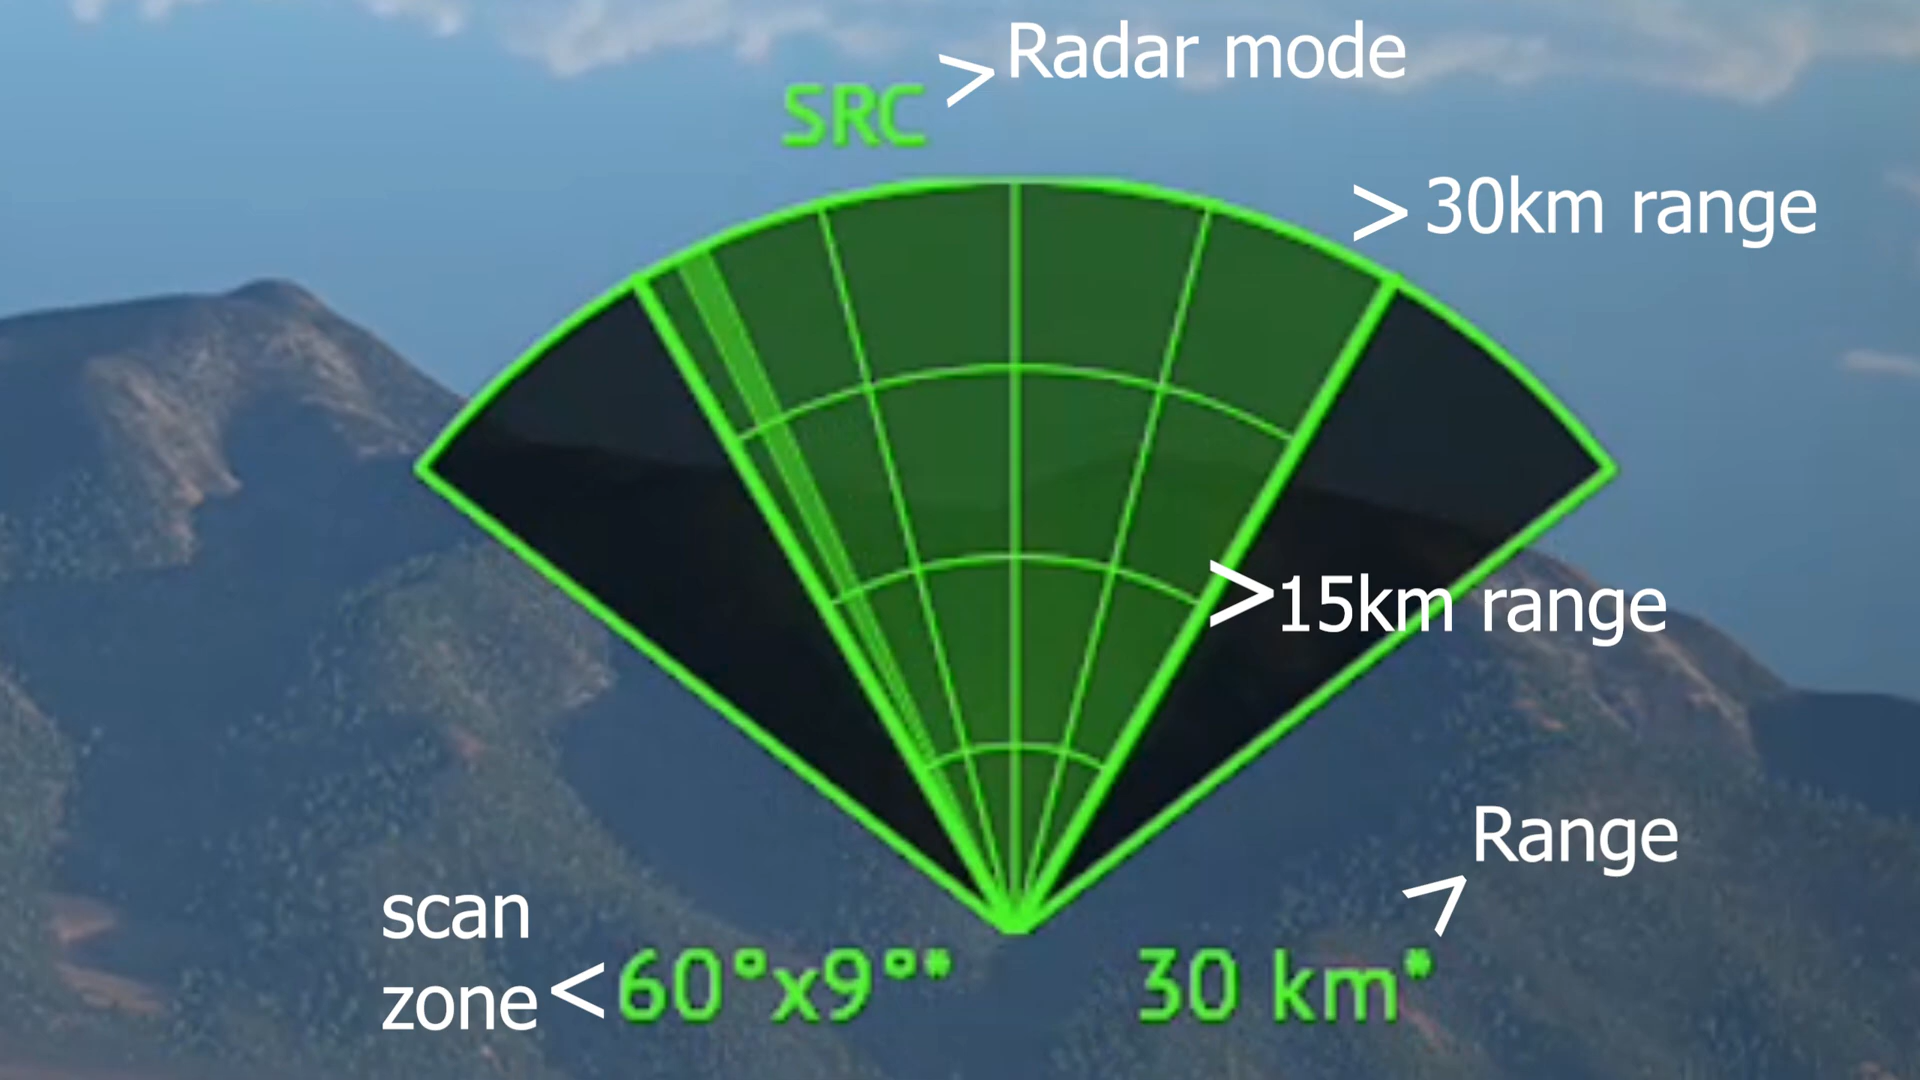 > Radar mode
SRC
> 30km range
>15km range
Range
>
scan
zone < 60°x9°*
30 km*